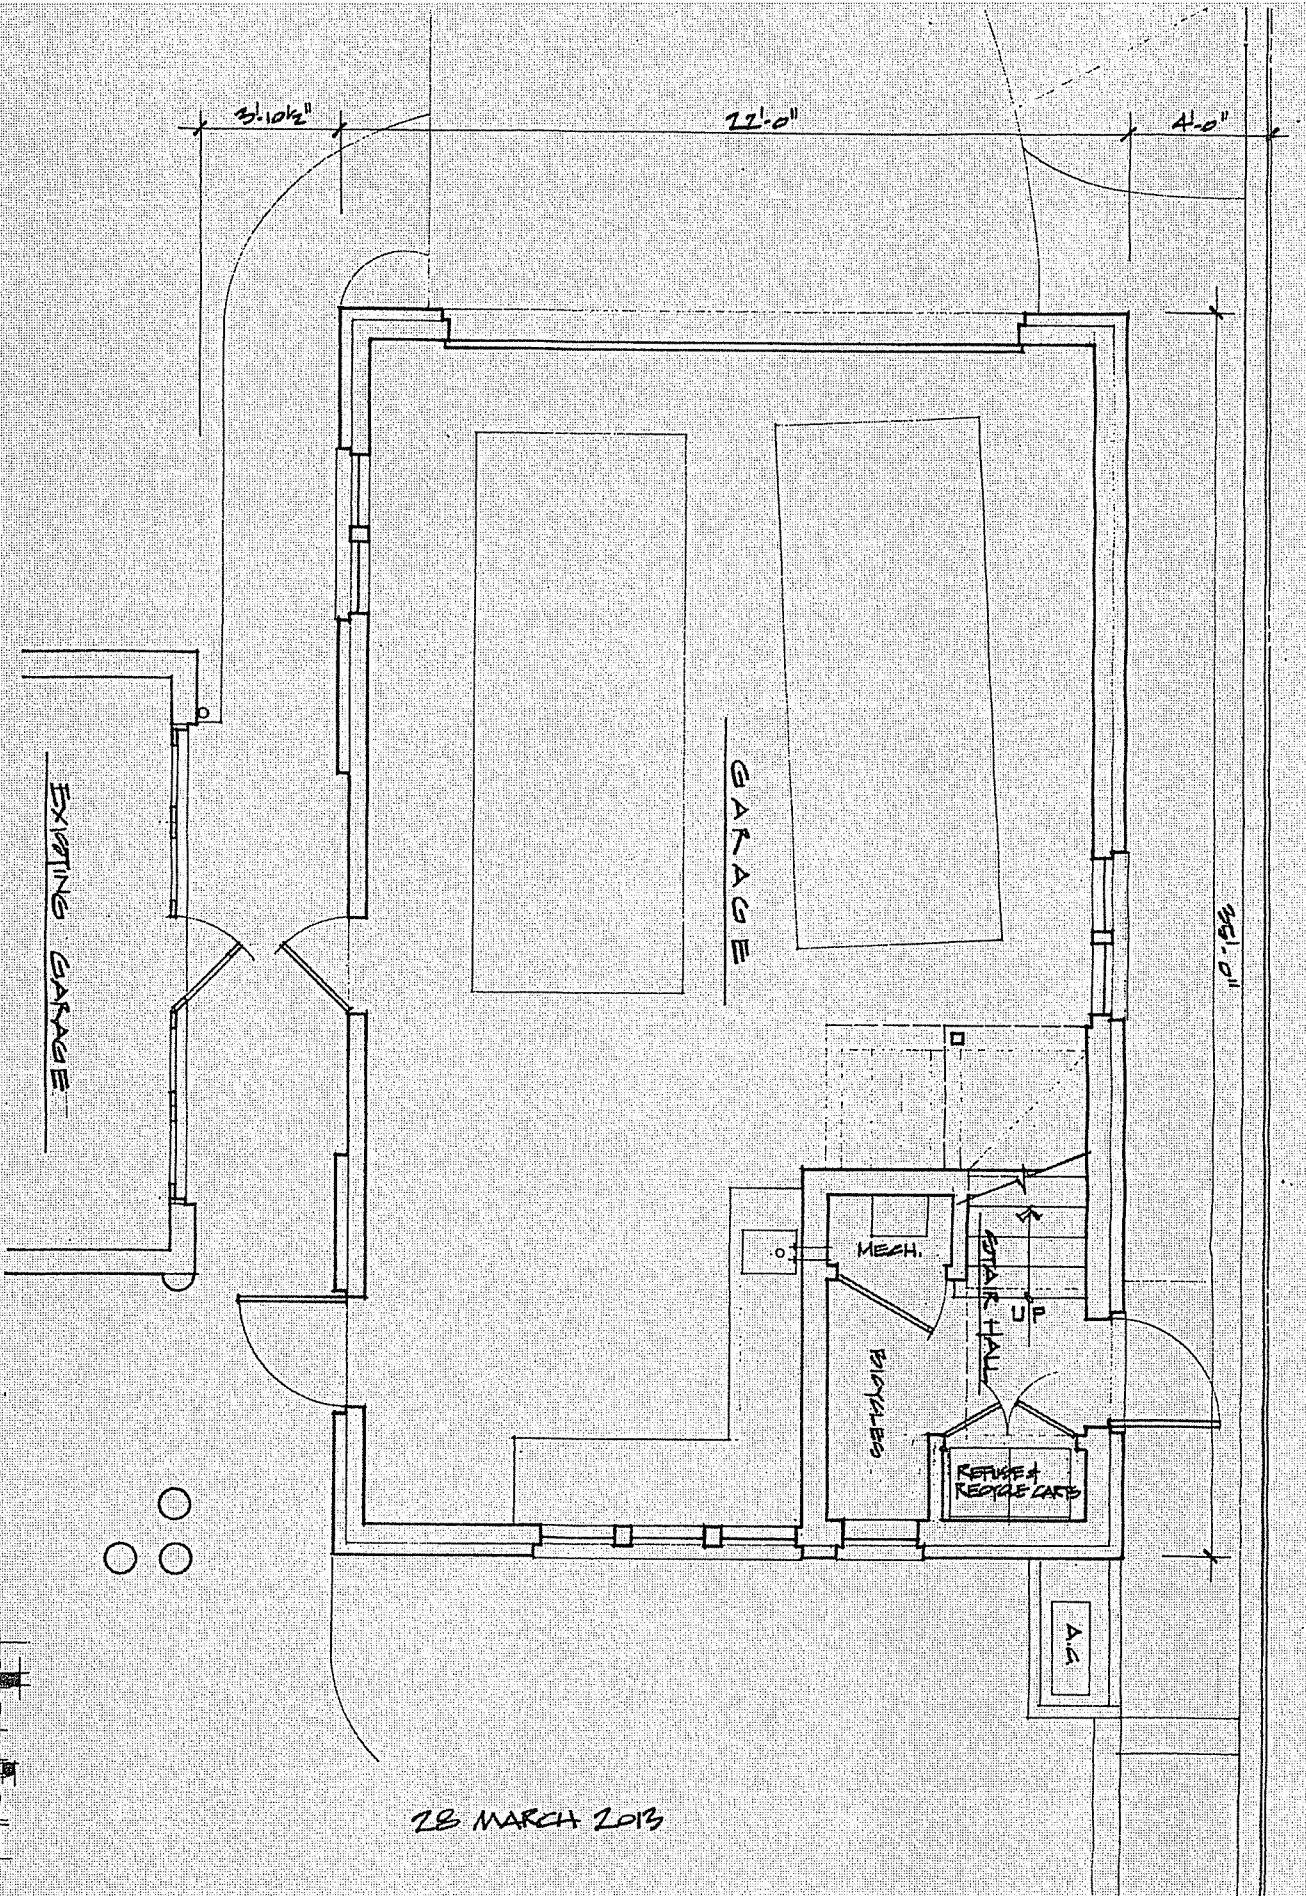 3'-10½"
22'-0"
4'-0"
35'-0"
GARAGE
EXISTING GARAGE
MECH.
STAIR HALL
UP
BICYCLES
REFUSE &
RECYCLE CARTS
A.C
28 MARCH 2013